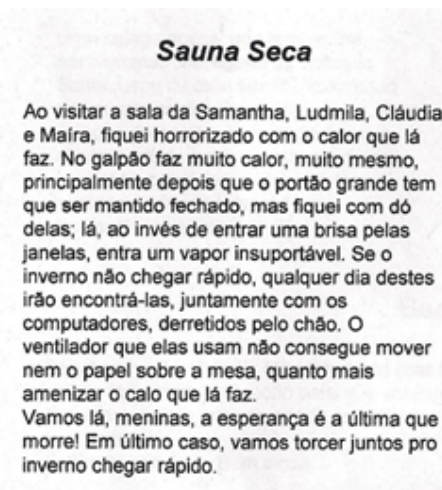 Sauna Seca
Ao visitar a sala da Samantha, Ludmila, Cláudia
e Maíra, fiquei horrorizado com o calor que lá
faz. No galpão faz muito calor, muito mesmo,
principalmente depois que o portão grande tem
que ser mantido fechado, mas fiquei com dó
delas; lá, ao invés de entrar uma brisa pelas
janelas, entra um vapor insuportável. Se o
inverno não chegar rápido, qualquer dia destes
irão encontrá-las, juntamente com os
computadores, derretidos pelo chão. O
ventilador que elas usam não consegue mover
nem o papel sobre a mesa, quanto mais
amenizar o calo que lá faz.
Vamos lá, meninas, a esperança é a última que
morre! Em último caso, vamos torcer juntos pro
inverno chegar rápido.